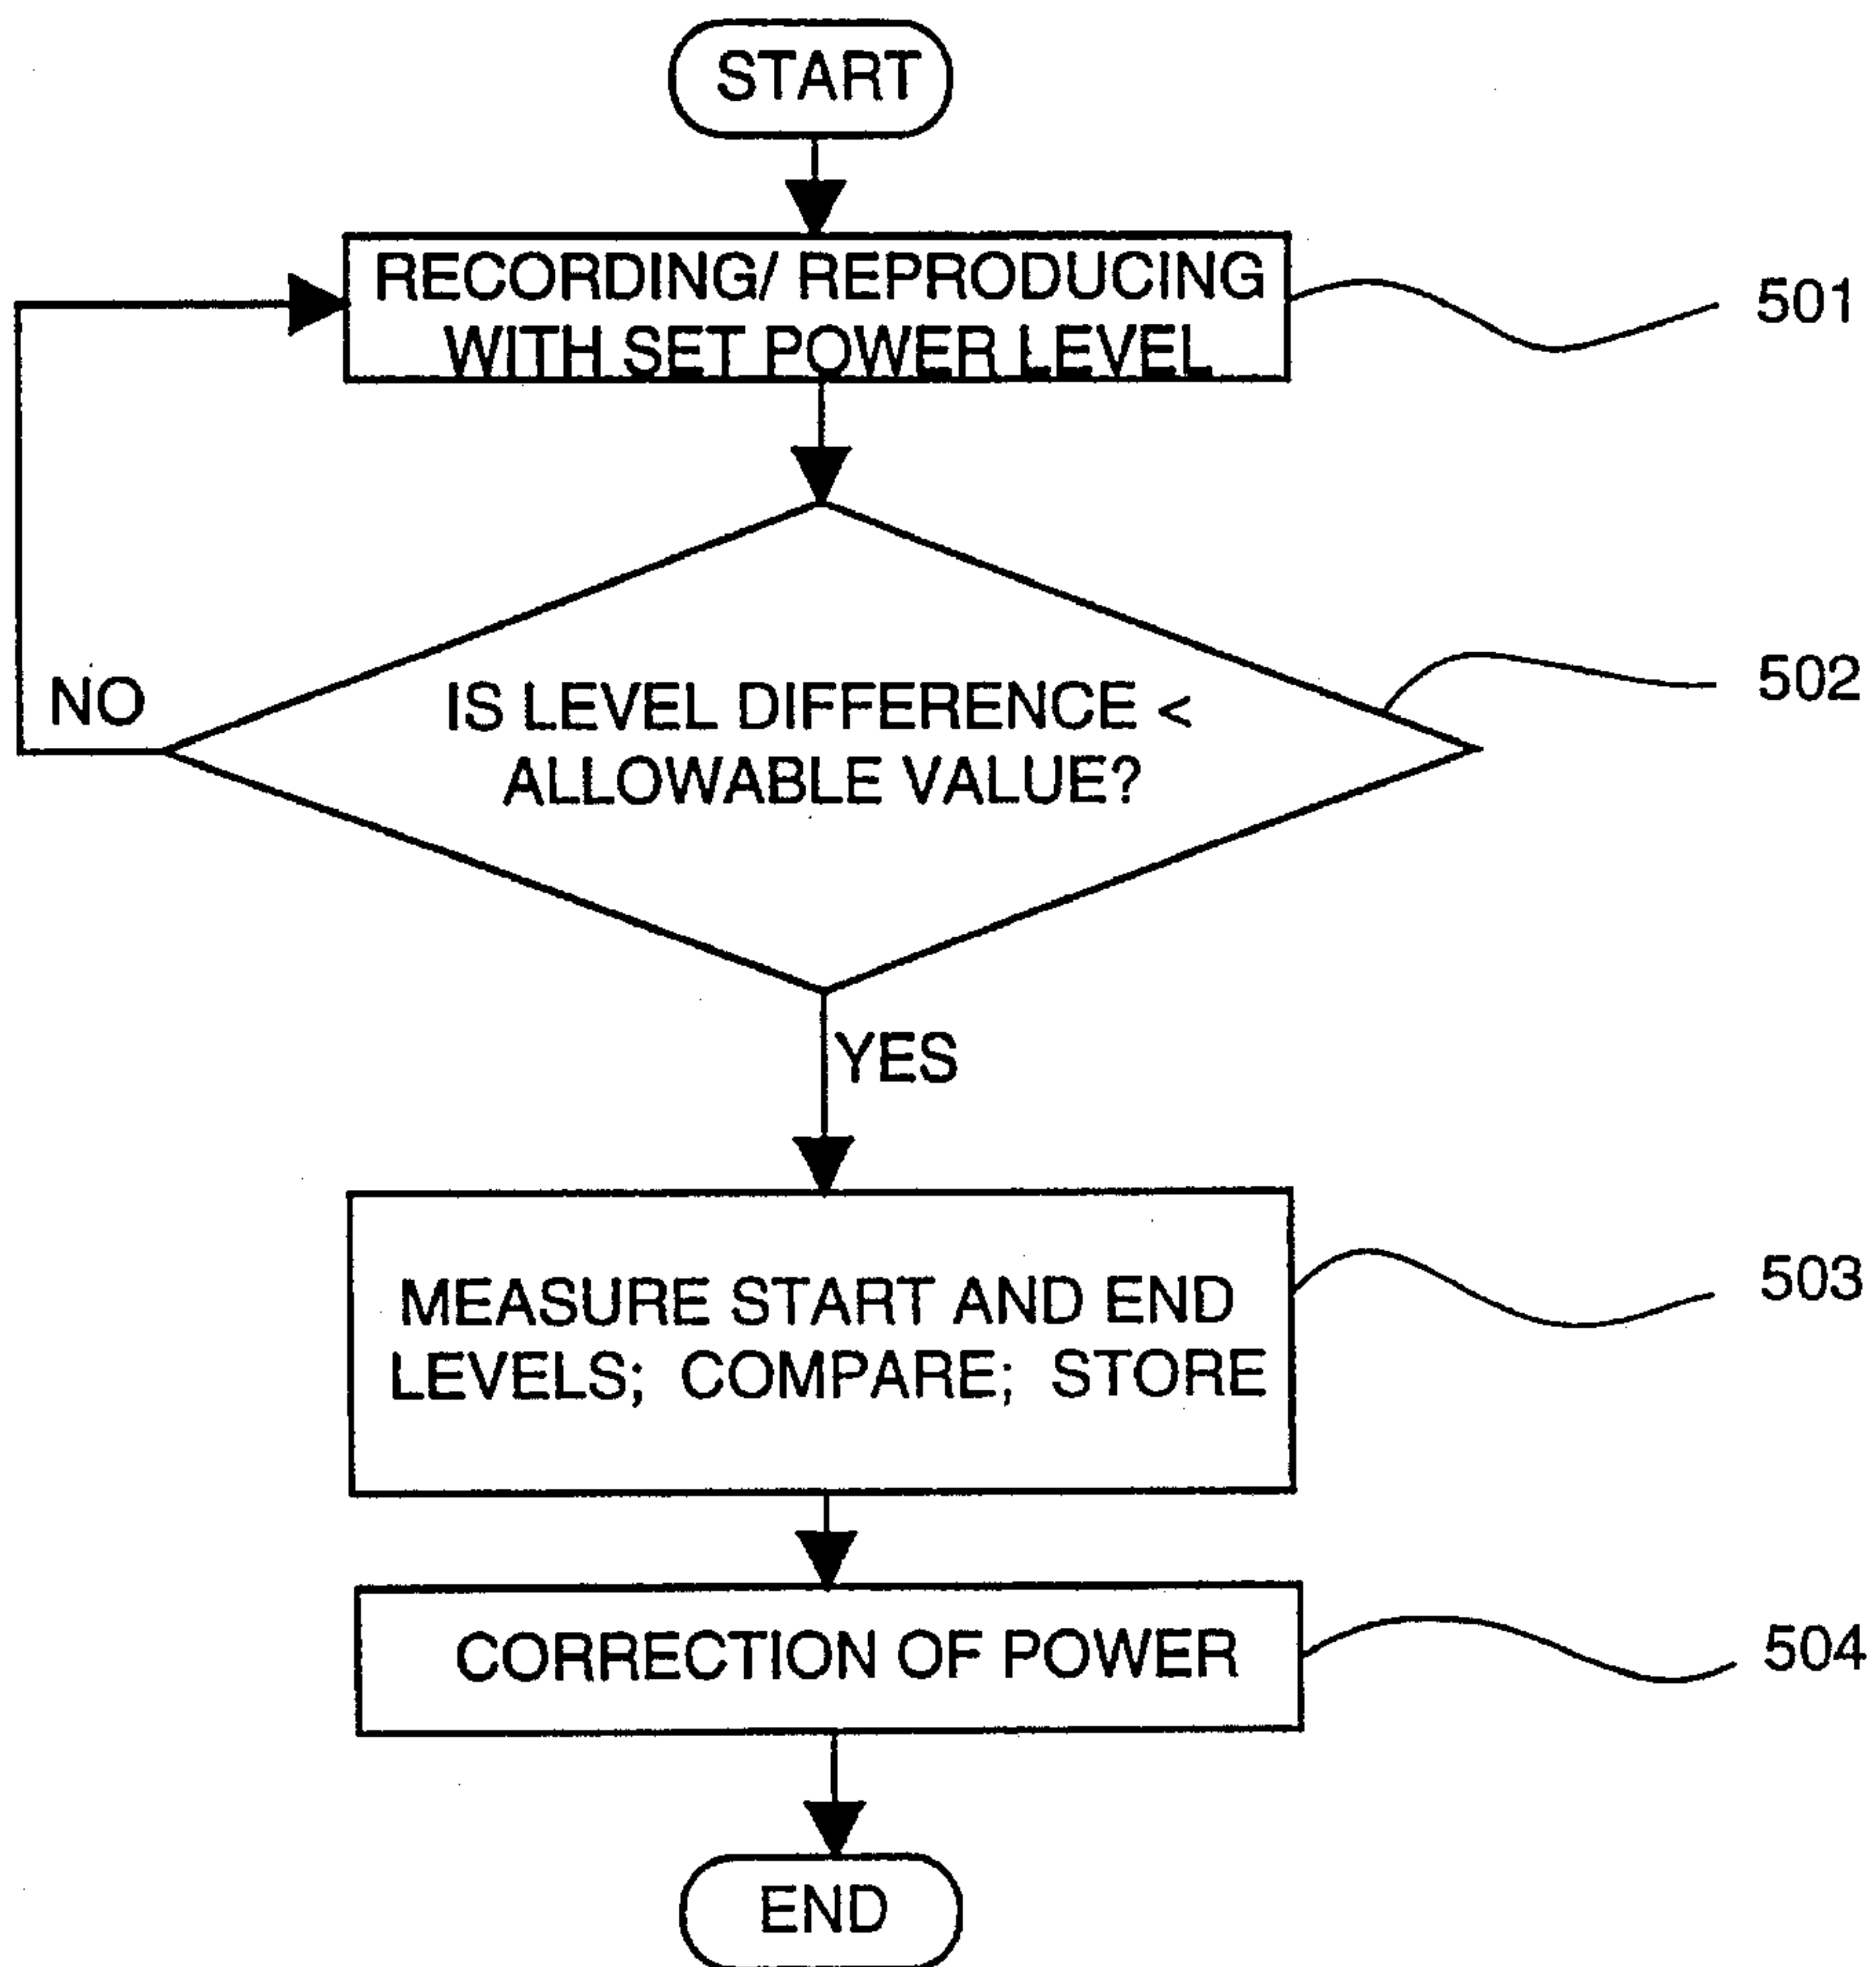 START
RECORDING/ REPRODUCING
WITH SET POWER LEVEL
501
502
NO
IS LEVEL DIFFERENCE <
ALLOWABLE VALUE?
YES
503
MEASURE START AND END
LEVELS; COMPARE; STORE
CORRECTION OF POWER
504
END